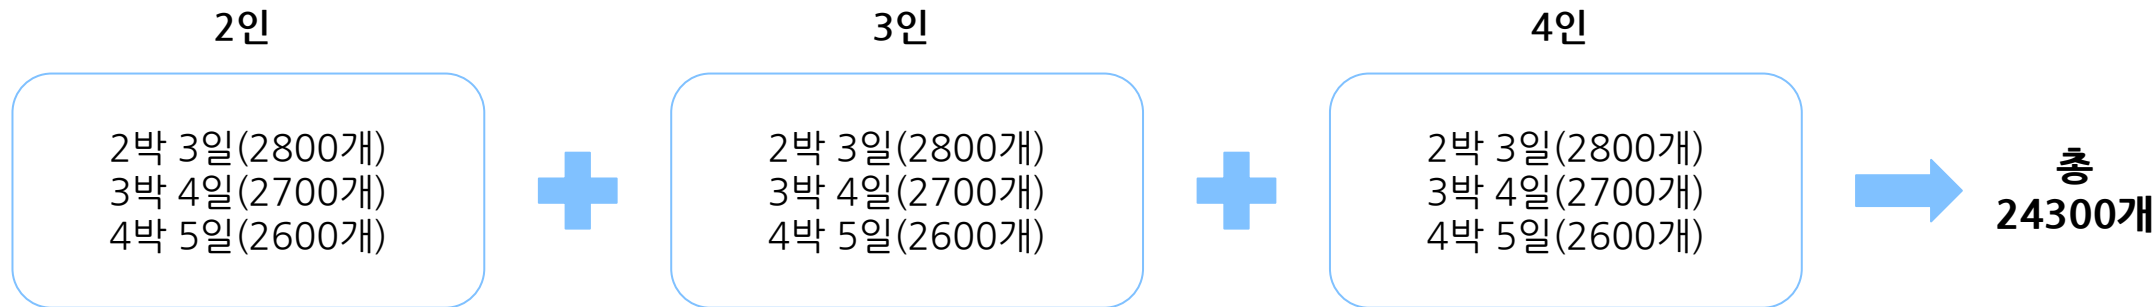 2인
2박 3일(2800개)
3박 4일(2700개)
4박 5일(2600개)
3인
2박 3일(2800개)
3박 4일(2700개)
4박 5일(2600개)
4인
2박 3일(2800개)
3박 4일(2700개)
4박 5일(2600개)
총
24300개